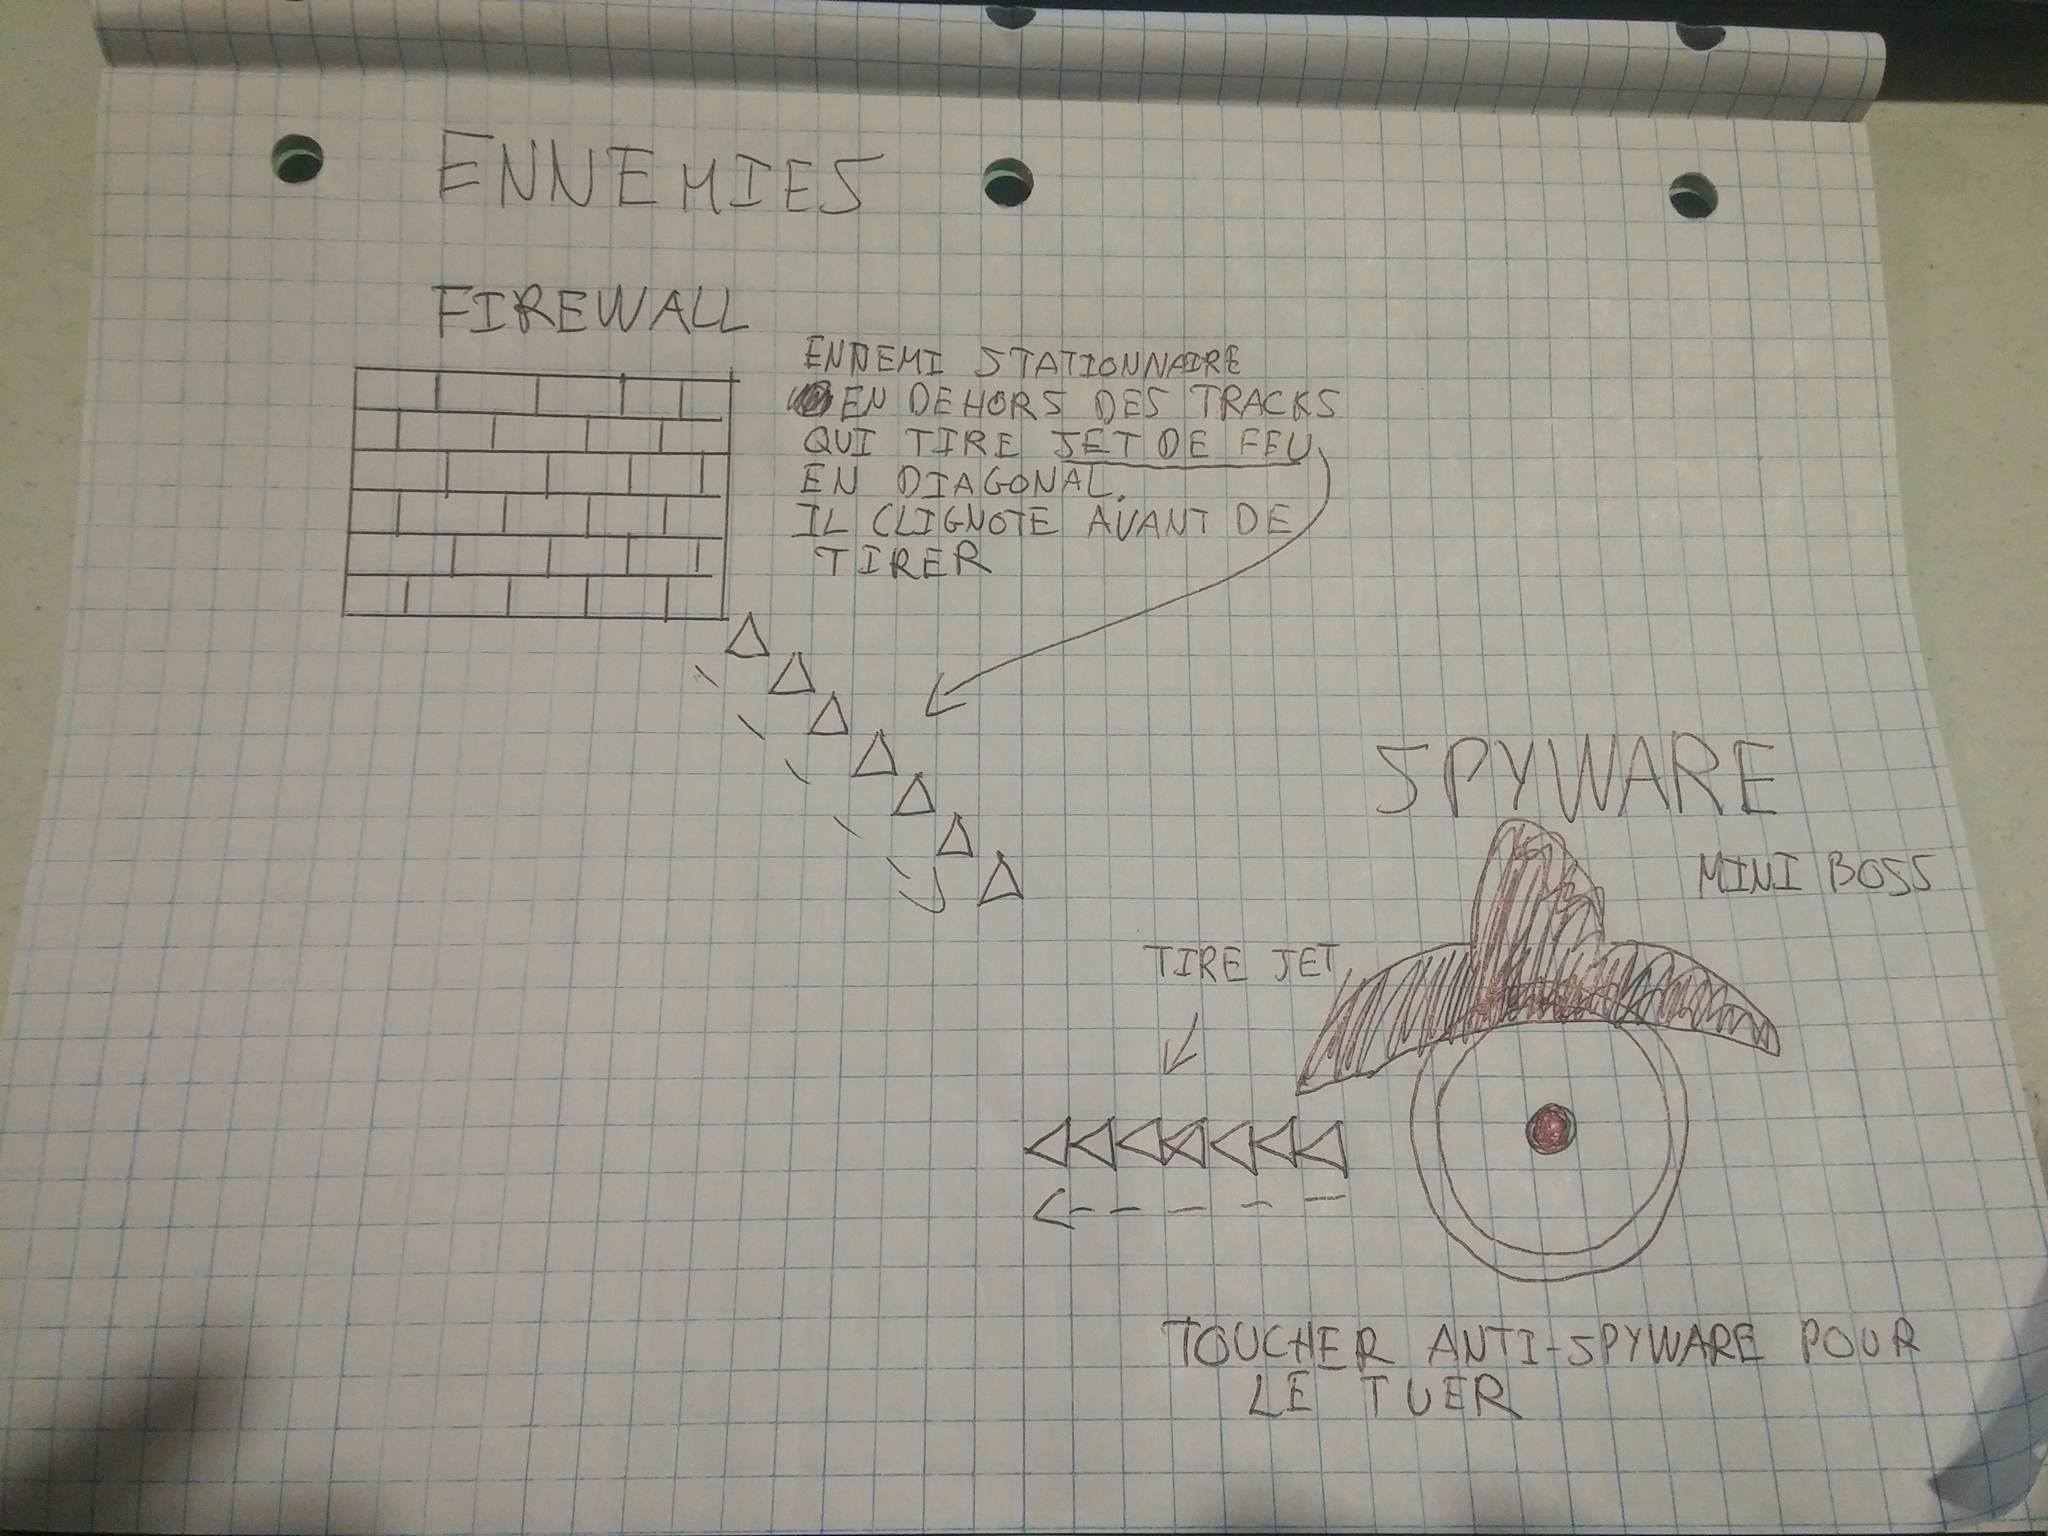 ENNEMIES
FIREWALL
ENNEMI STATIONNAIRE
EN DEHORS DES TRACKS
QUI TIRE JET DE FEU
EN DIAGONAL.
IL CLIGNOTE AVANT DE
TIRER
SPYWARE
MINI BOSS
TIRE JET
TOUCHER ANTI-SPYWARE POUR
LE TUER